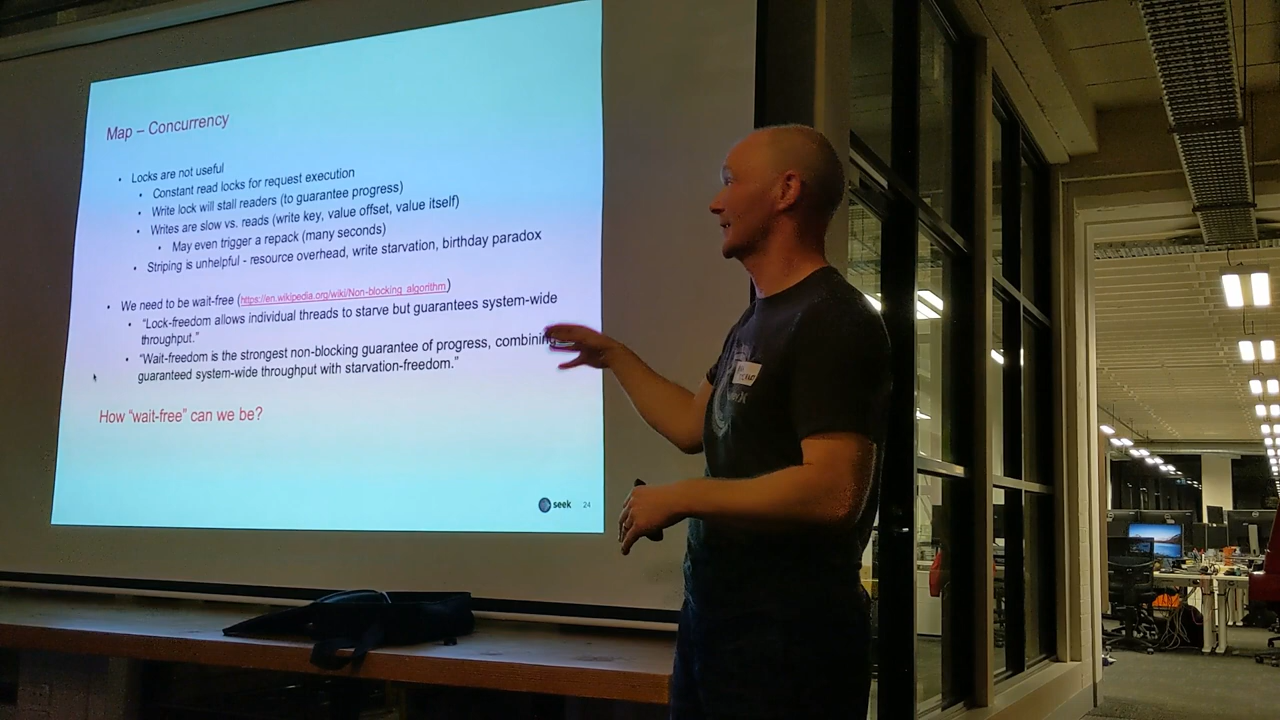 Map – Concurrency
• Locks are not useful
• Constant read locks for request execution
• Write lock will stall readers (to guarantee progress)
• Writes are slow vs. reads (write key, value offset, value itself)
• May even trigger a repack (many seconds)
• Striping is unhelpful - resource overhead, write starvation, birthday paradox
• We need to be wait-free (https://en.wikipedia.org/wiki/Non-blocking_algorithm)
• “Lock-freedom allows individual threads to starve but guarantees system-wide
throughput.”
• “Wait-freedom is the strongest non-blocking guarantee of progress, combining
guaranteed system-wide throughput with starvation-freedom.”
How “wait-free” can we be?
seek 24